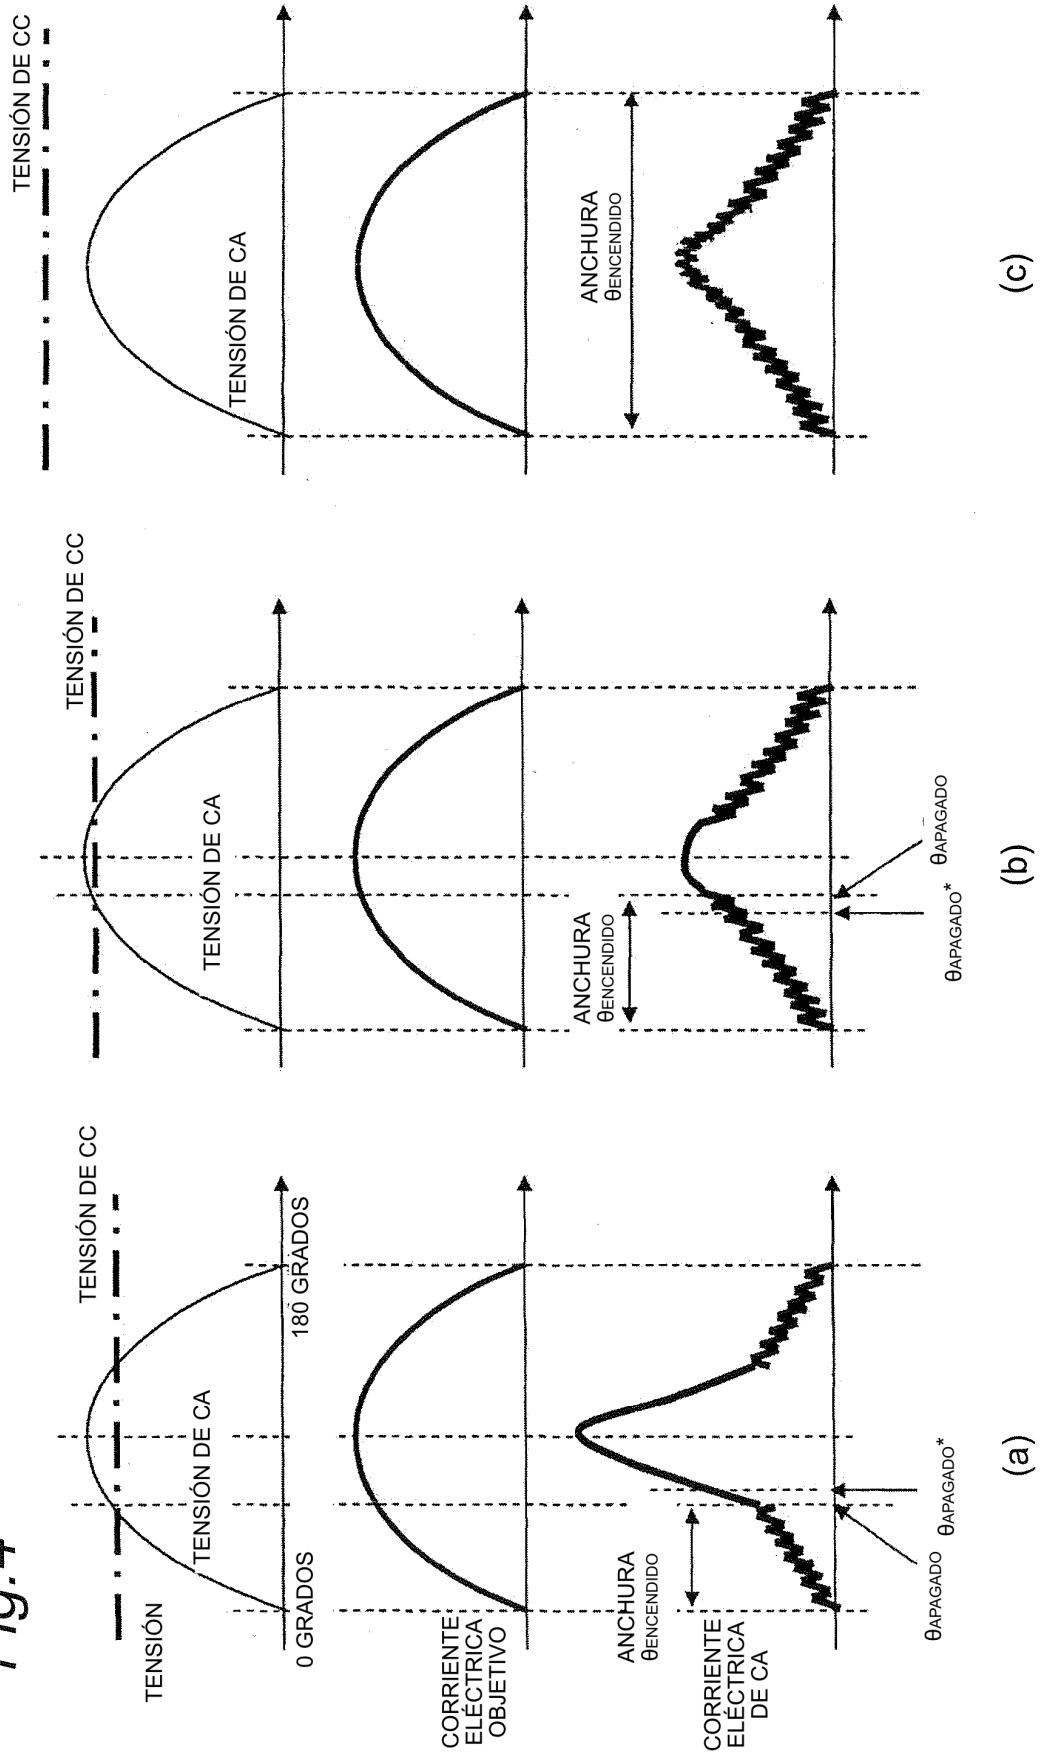 Fig.4
TENSIÓN
TENSIÓN DE CC
TENSIÓN DE CA
0 GRADOS
180 GRADOS
CORRIENTE
ELÉCTRICA
OBJETIVO
ANCHURA
θENCENDIDO
CORRIENTE
ELÉCTRICA
DE CA
θAPAGADO
θAPAGADO*
(a)
TENSIÓN DE CC
TENSIÓN DE CA
ANCHURA
θENCENDIDO
θAPAGADO*
θAPAGADO
(b)
TENSIÓN DE CC
TENSIÓN DE CA
ANCHURA
θENCENDIDO
(c)